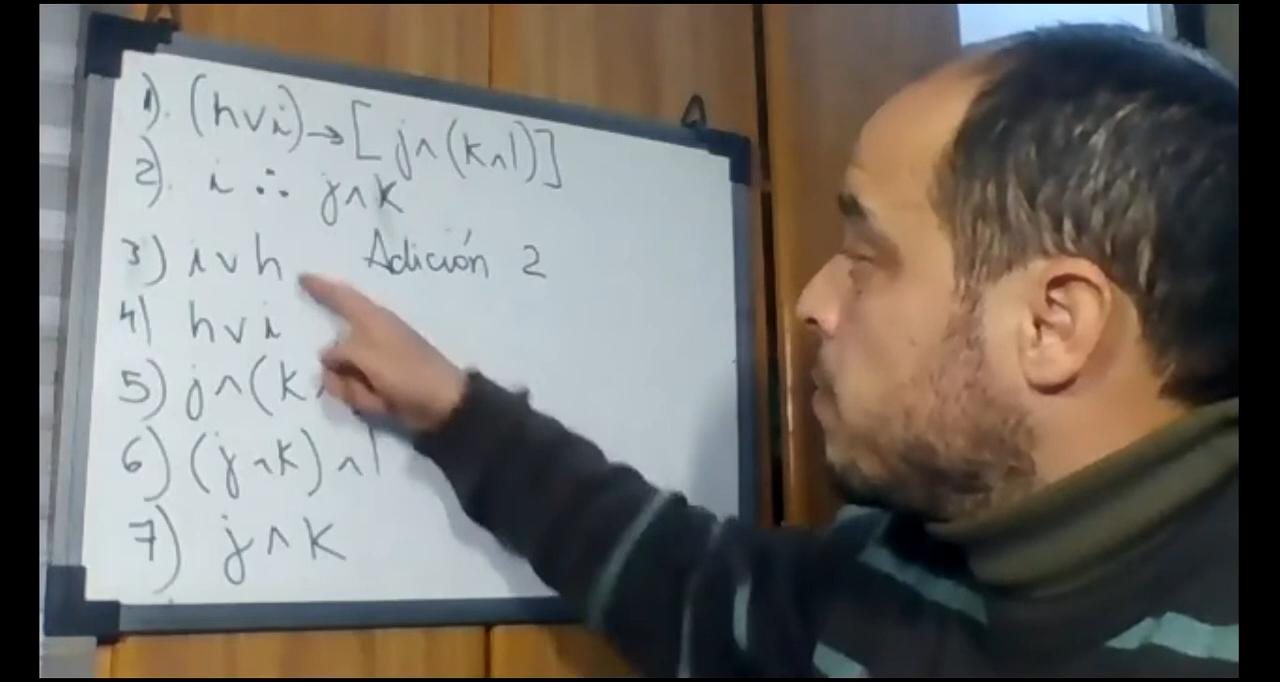 1). (h∨i)→[j∧(k∧l)]
2). i ∴ j∧k
3) i∨h Adición 2
4) h∨i
5) j∧(k
6) (j∧k)∧l
7) j∧k